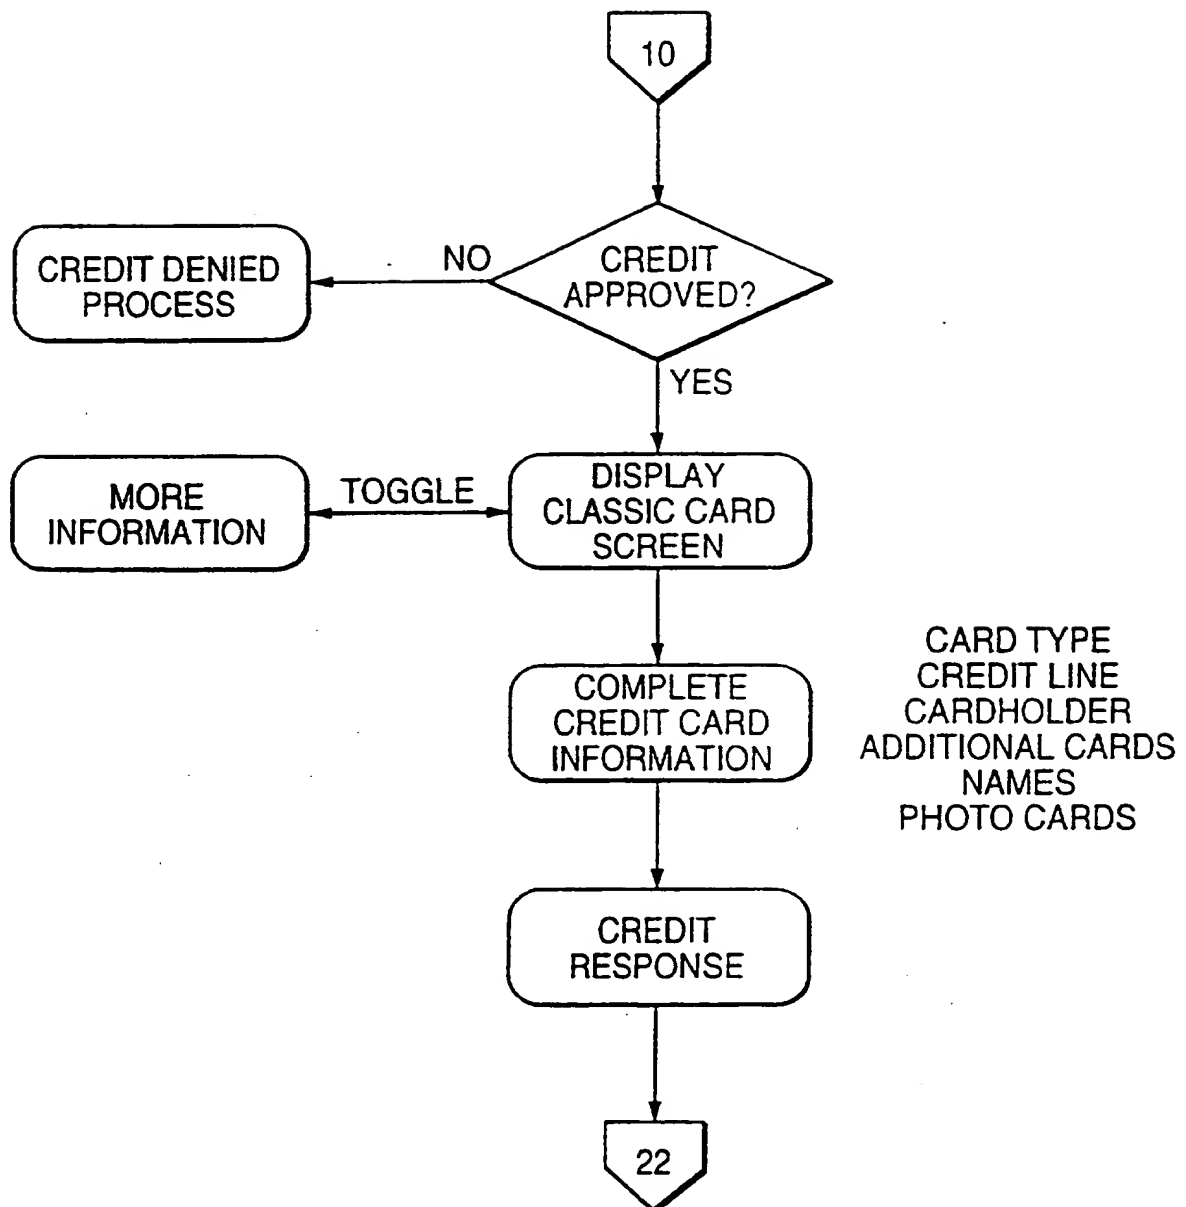 10
CREDIT
APPROVED?
NO
CREDIT DENIED
PROCESS
YES
DISPLAY
CLASSIC CARD
SCREEN
TOGGLE
MORE
INFORMATION
COMPLETE
CREDIT CARD
INFORMATION
CARD TYPE
CREDIT LINE
CARDHOLDER
ADDITIONAL CARDS
NAMES
PHOTO CARDS
CREDIT
RESPONSE
22